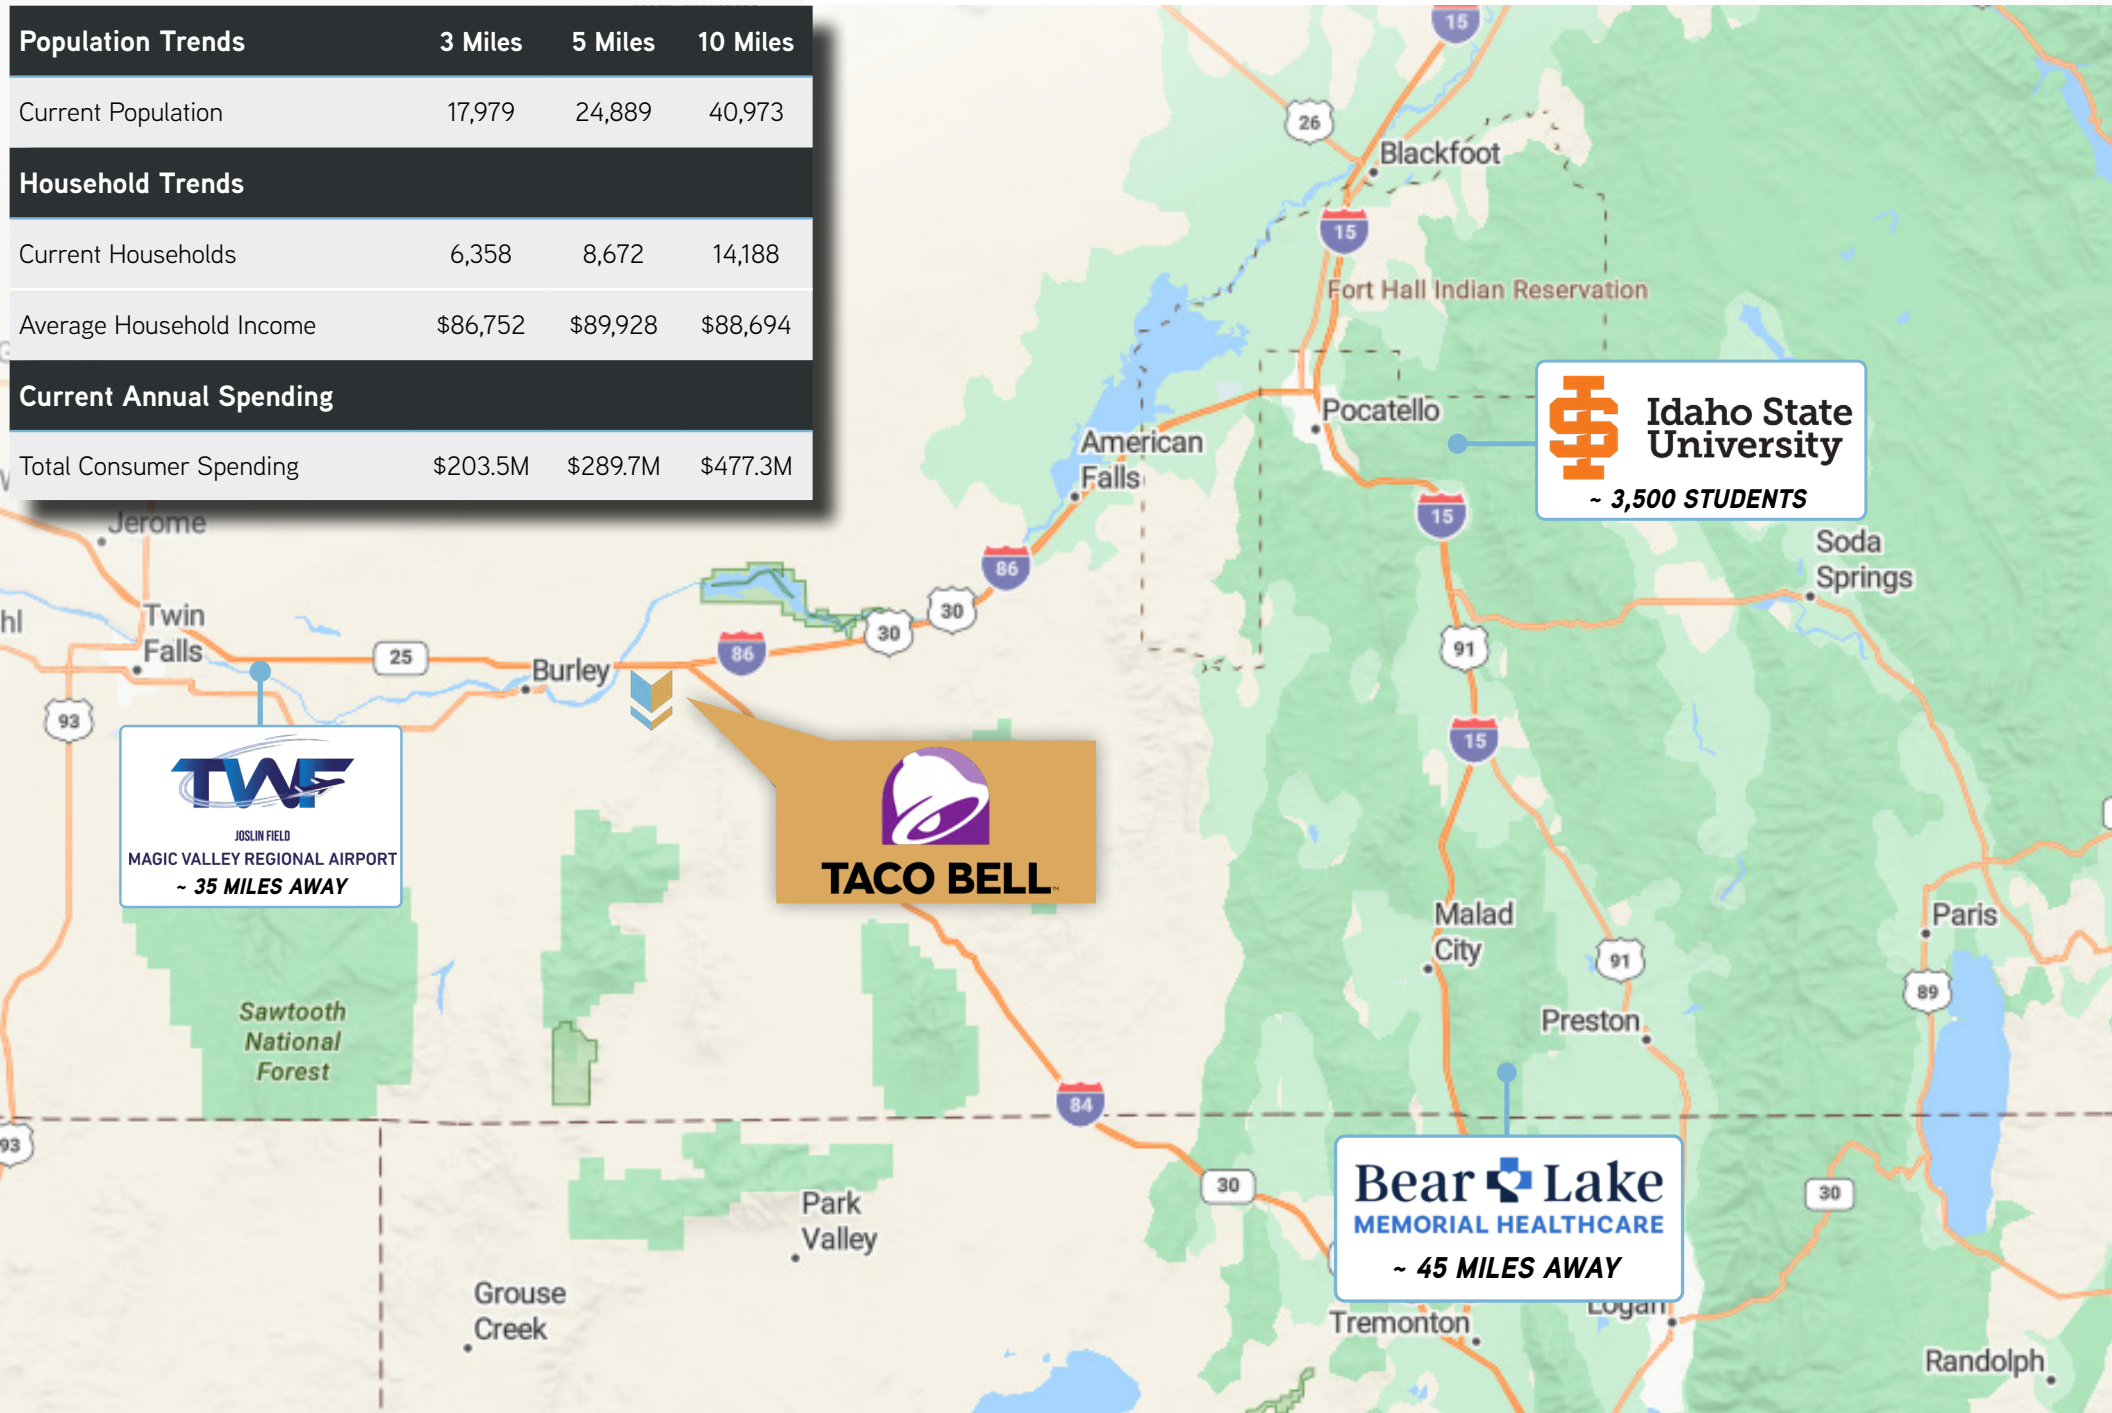 Population Trends 3 Miles 5 Miles 10 Miles
Current Population 17,979 24,889 40,973
Household Trends
Current Households 6,358 8,672 14,188
Average Household Income $86,752 $89,928 $88,694
Current Annual Spending
Total Consumer Spending $203.5M $289.7M $477.3M
15
26
Blackfoot
15
Fort Hall Indian Reservation
Pocatello
American
Falls
Idaho State
University
~ 3,500 STUDENTS
15
Jerome
Soda
Springs
86
30
30
86
hl
Twin
Falls
25
Burley
91
93
15
TWF
JOSLIN FIELD
MAGIC VALLEY REGIONAL AIRPORT
~ 35 MILES AWAY
TACO BELL
Malad
City
91
Paris
89
Preston
Sawtooth
National
Forest
84
93
Park
Valley
30
Bear Lake
MEMORIAL HEALTHCARE
~ 45 MILES AWAY
30
Grouse
Creek
Tremonton
Logan
Randolph